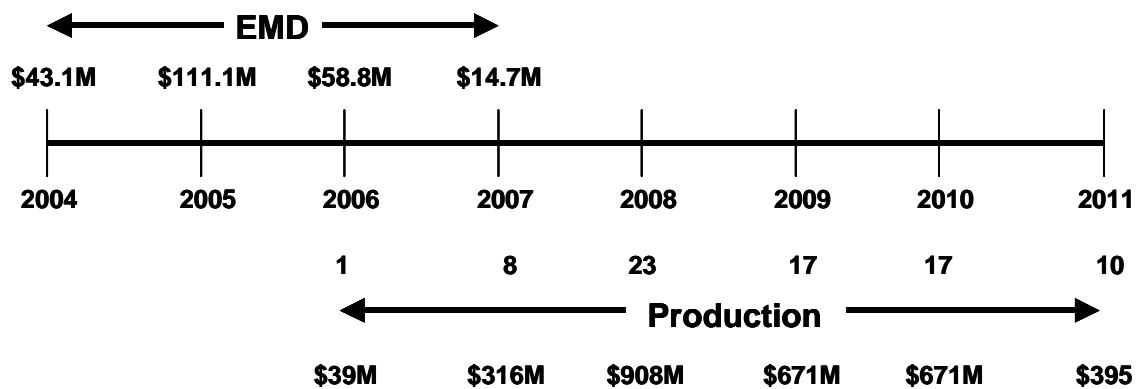 EMD
$43.1M $111.1M $58.8M $14.7M
2004 2005 2006 2007 2008 2009 2010 2011
1 8 23 17 17 10
Production
$39M $316M $908M $671M $671M $395